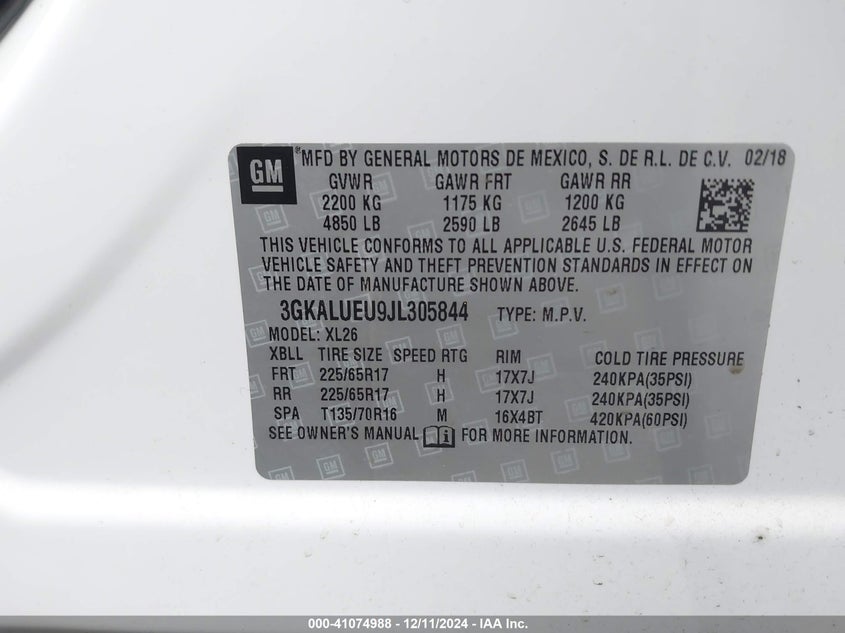 GM ® MFD BY GENERAL MOTORS DE MEXICO, S. DE R.L. DE C.V. 02/18
GVWR GAWR FRT GAWR RR
2200 KG 1175 KG 1200 KG
4850 LB 2590 LB 2645 LB
THIS VEHICLE CONFORMS TO ALL APPLICABLE U.S. FEDERAL MOTOR
VEHICLE SAFETY AND THEFT PREVENTION STANDARDS IN EFFECT ON
THE DATE OF MANUFACTURE SHOWN ABOVE.
3GKALUEU9JL305844 TYPE: M.P.V.
MODEL: XL26
XBLL TIRE SIZE SPEED RTG RIM COLD TIRE PRESSURE
FRT 225/65R17 H 17X7J 240KPA(35PSI)
RR 225/65R17 H 17X7J 240KPA(35PSI)
SPA T135/70R16 M 16X4BT 420KPA(60PSI)
SEE OWNER'S MANUAL FOR MORE INFORMATION.
000-41074988 - 12/11/2024 - IAA Inc.